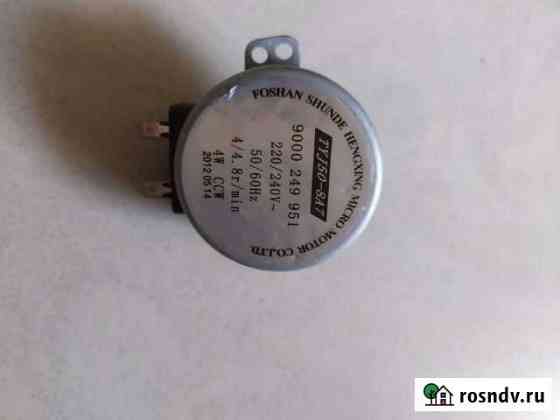 FOSHAN SHUNDE HENGXING MICRO MOTOR CO.,LTD.
TYJ50-8A7
9000 249 951
220/240V~
50/60Hz
4/4.8r/min
4W CCW
20120514
rosndv.ru